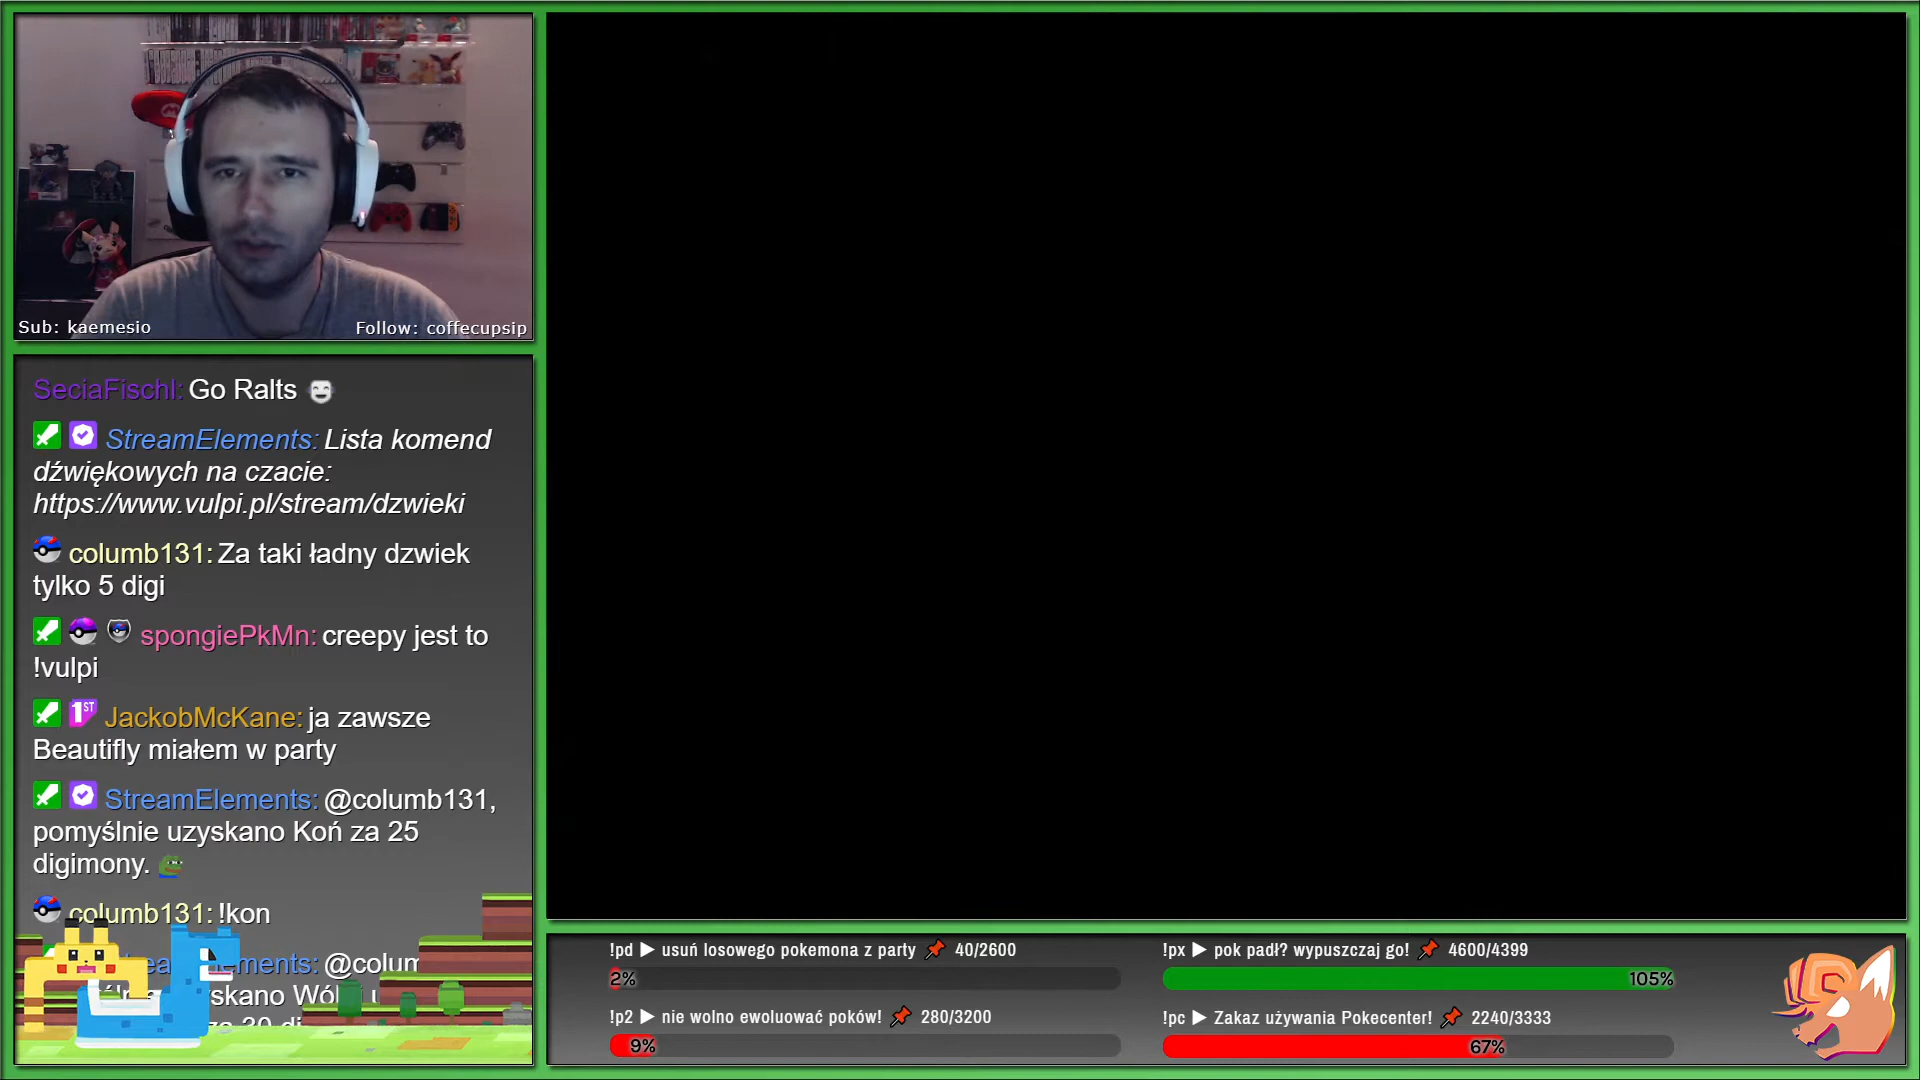 Sub: kaemesio
Follow: coffecupsip
SeciaFischl: Go Ralts
StreamElements: Lista komend
dźwiękowych na czacie:
https://www.vulpi.pl/stream/dzwieki
columb131: Za taki ładny dzwiek
tylko 5 digi
spongiePkMn: creepy jest to
!vulpi
1ST JackobMcKane: ja zawsze
Beautifly miałem w party
StreamElements: @columb131,
pomyślnie uzyskano Koń za 25
digimony.
columb131: !kon
!pd ▶ usuń losowego pokemona z party 40/2600
2%
!p2 ▶ nie wolno ewoluować poków! 280/3200
9%
!px ▶ pok padł? wypuszczaj go! 4600/4399
105%
!pc ▶ Zakaz używania Pokecenter! 2240/3333
67%